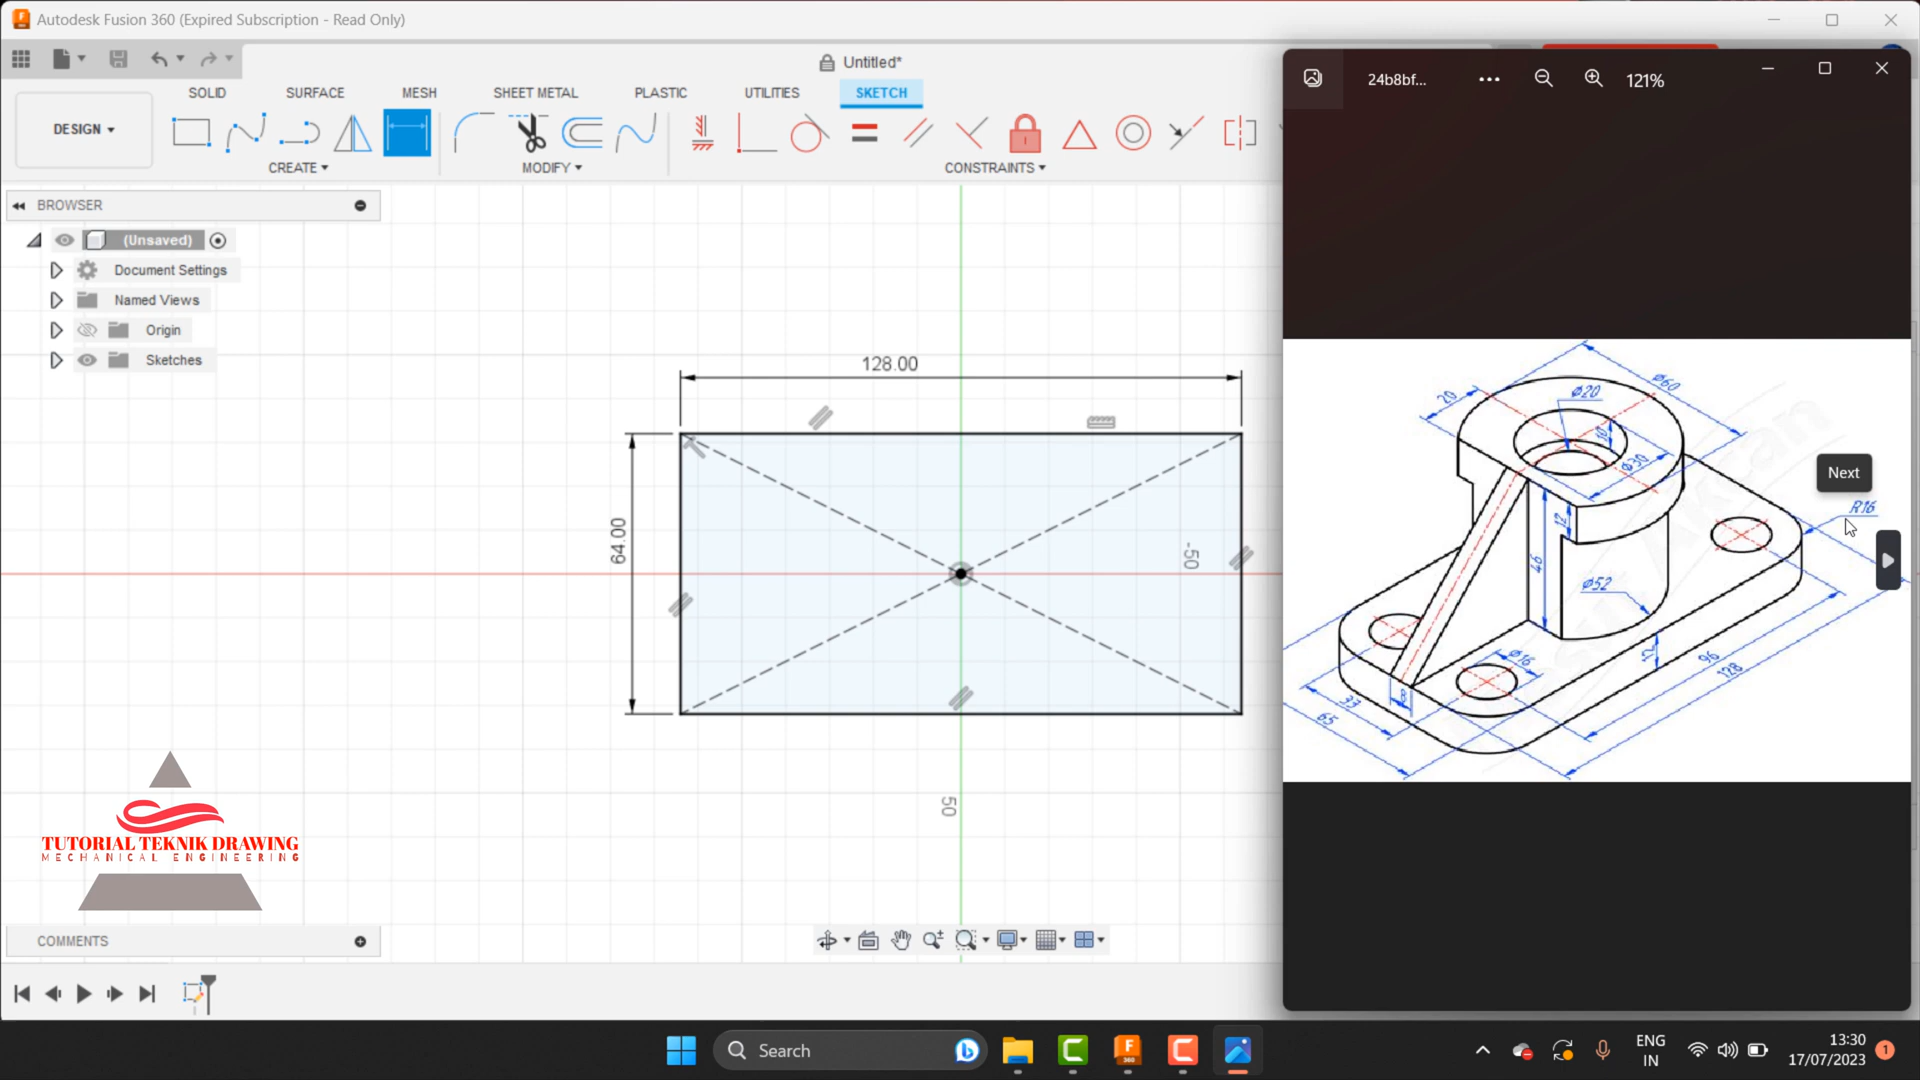 Autodesk Fusion 360 (Expired Subscription - Read Only)
Untitled*
SOLID SURFACE MESH SHEET METAL PLASTIC UTILITIES SKETCH
DESIGN
CREATE MODIFY CONSTRAINTS
BROWSER
(Unsaved)
Document Settings
Named Views
Origin
Sketches
128.00
64.00
-50
50
TUTORIAL TEKNIK DRAWING
MECHANICAL ENGINEERING
COMMENTS
24b8bf...
121%
Next
20
Ø20
Ø60
10
Ø30
R16
12
46
Ø52
12
Ø16
96
128
8
33
65
Search
F
360
ENG
IN
13:30
17/07/2023
1